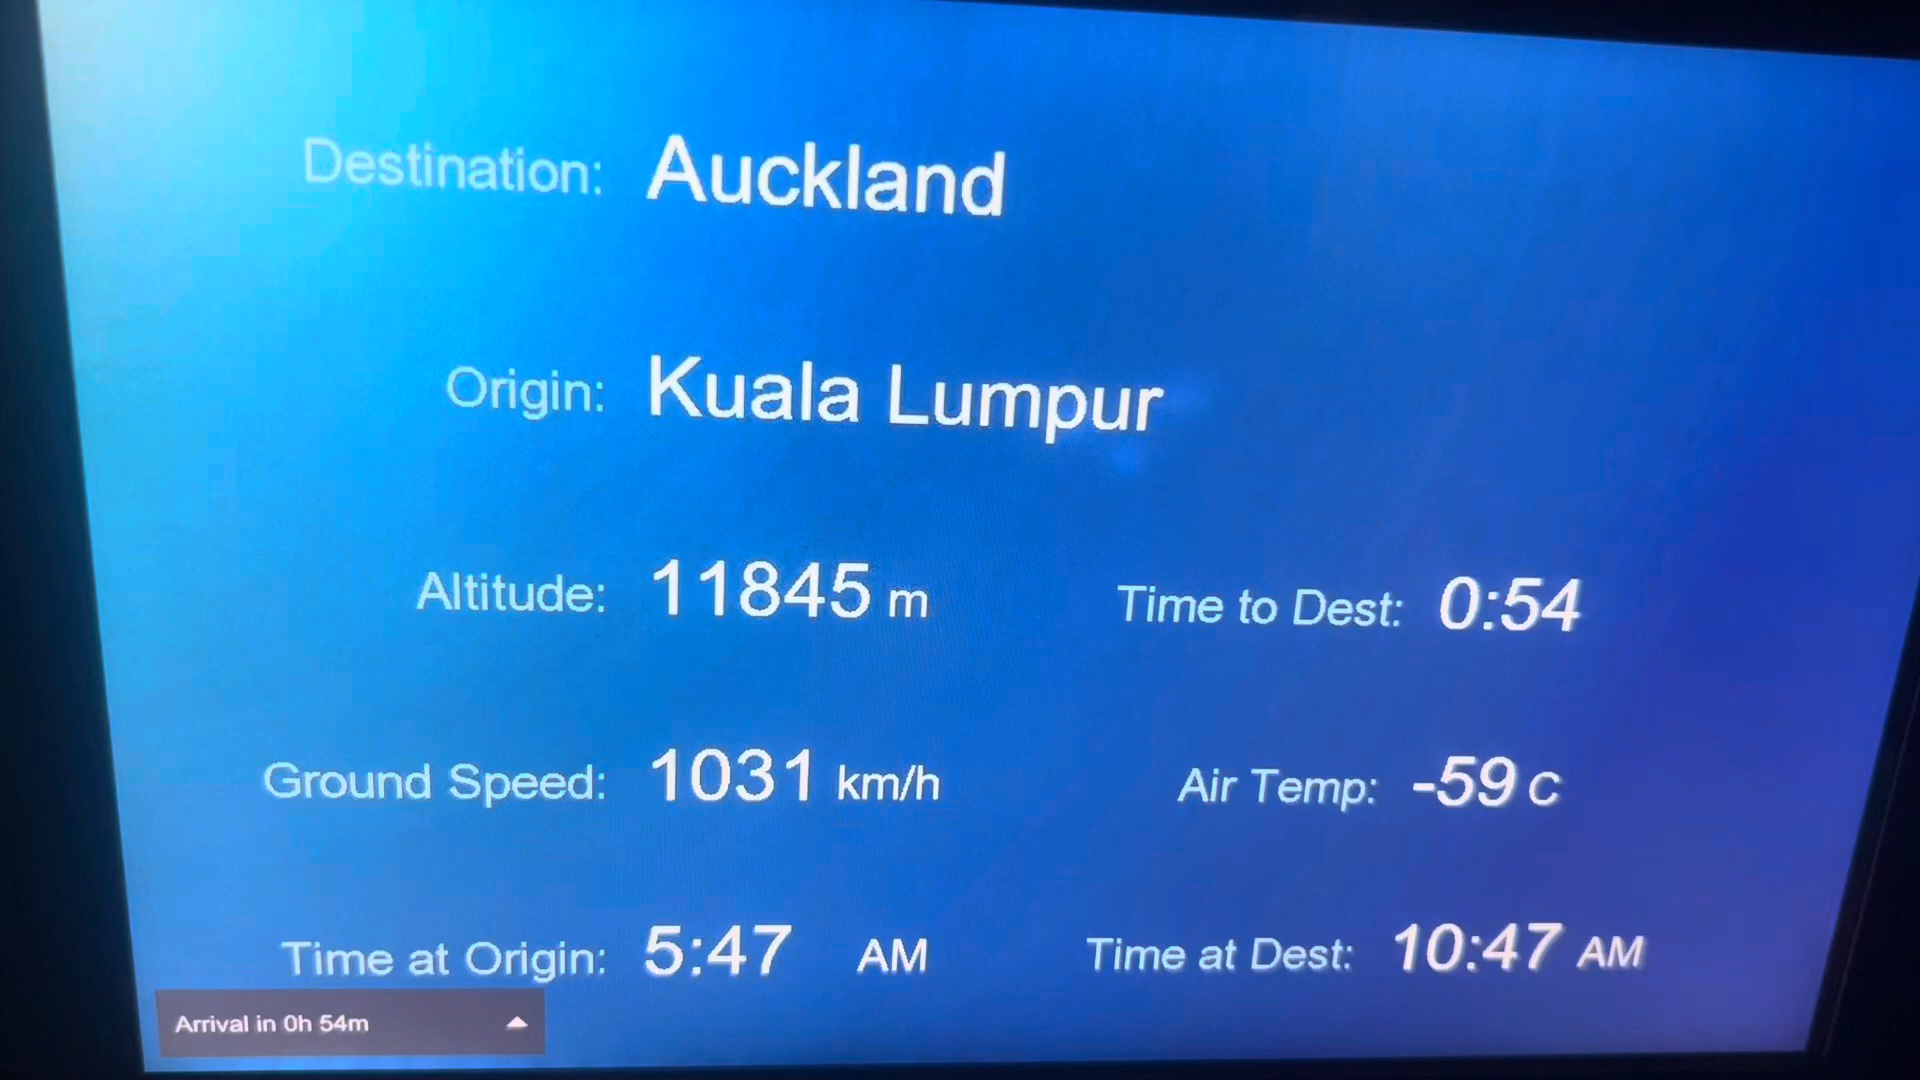 Destination: Auckland
Origin: Kuala Lumpur
Altitude: 11845 m Time to Dest: 0:54
Ground Speed: 1031 km/h Air Temp: -59 C
Time at Origin: 5:47 AM Time at Dest: 10:47 AM
Arrival in 0h 54m